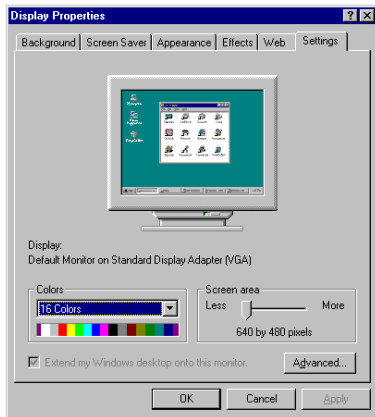 Display Properties
Background Screen Saver Appearance Effects Web Settings
Display:
Default Monitor on Standard Display Adapter (VGA)
Colors
16 Colors
Screen area
Less More
640 by 480 pixels
Extend my Windows desktop onto this monitor.
Advanced...
OK Cancel Apply